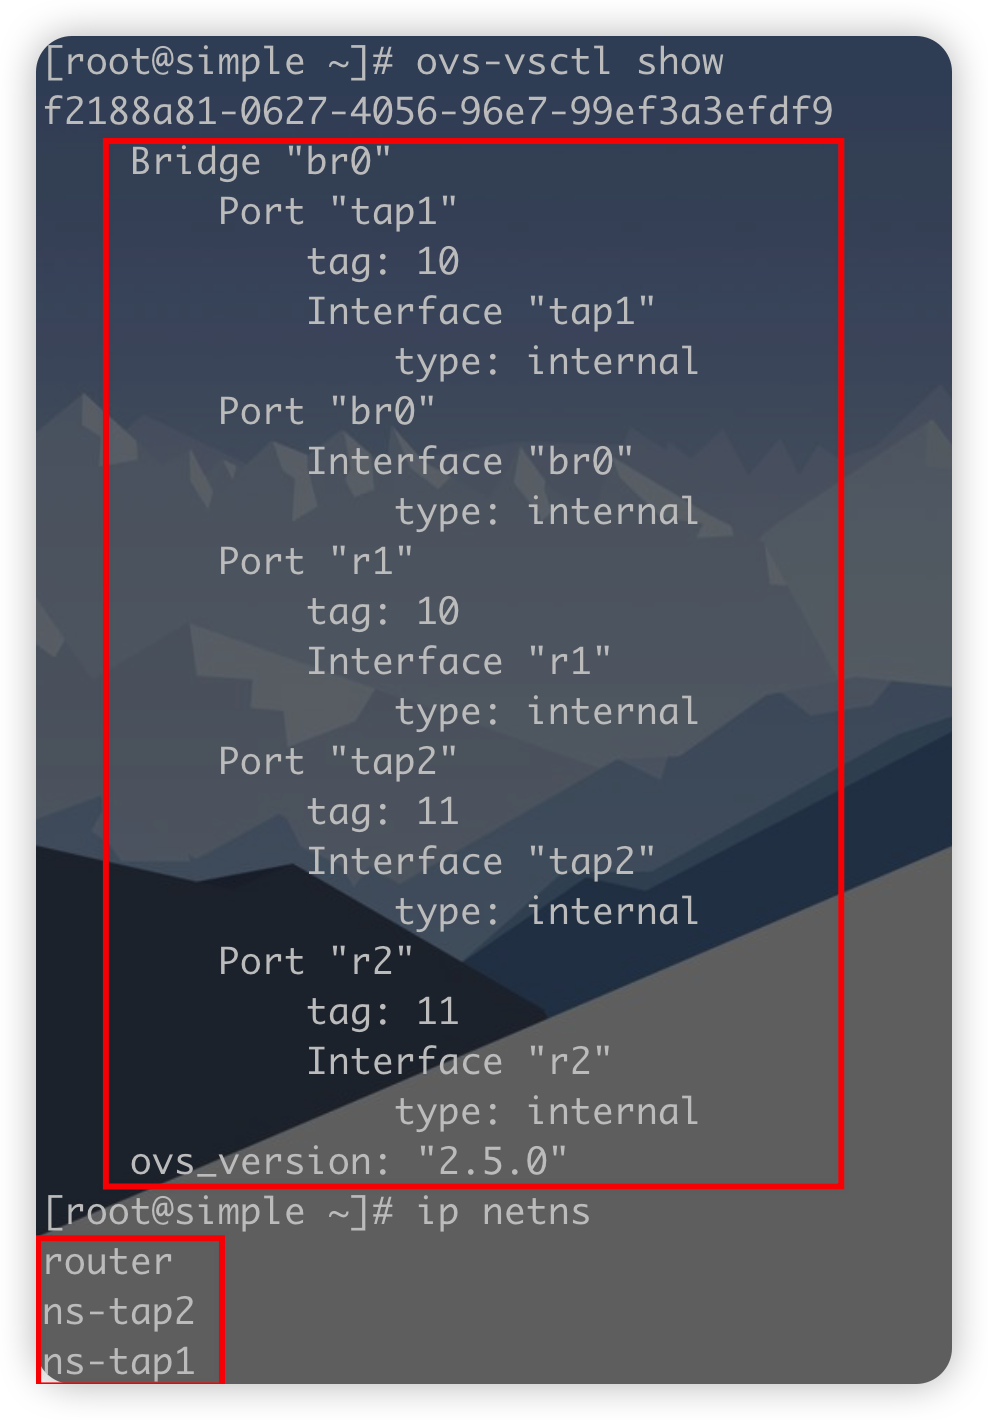 [root@simple ~]# ovs-vsctl show
f2188a81-0627-4056-96e7-99ef3a3efdf9
    Bridge "br0"
        Port "tap1"
            tag: 10
            Interface "tap1"
                type: internal
        Port "br0"
            Interface "br0"
                type: internal
        Port "r1"
            tag: 10
            Interface "r1"
                type: internal
        Port "tap2"
            tag: 11
            Interface "tap2"
                type: internal
        Port "r2"
            tag: 11
            Interface "r2"
                type: internal
    ovs_version: "2.5.0"
[root@simple ~]# ip netns
router
ns-tap2
ns-tap1